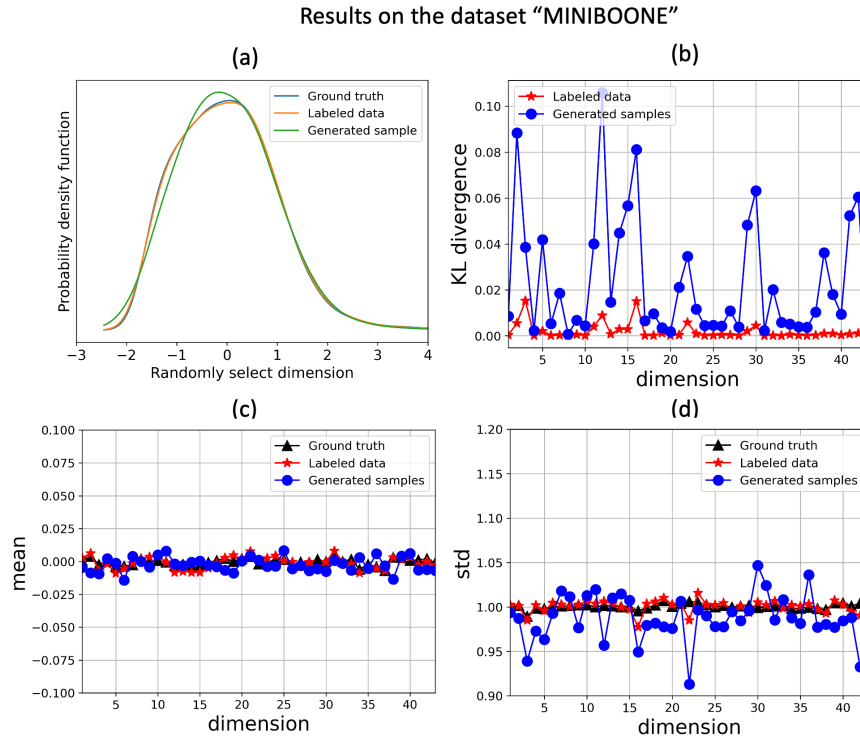 Results on the dataset “MINIBOONE”
(a)
Probability density function
Ground truth
Labeled data
Generated sample
−3 −2 −1 0 1 2 3 4
Randomly select dimension
(b)
KL divergence
0.10
0.08
0.06
0.04
0.02
0.00
Labeled data
Generated samples
5 10 15 20 25 30 35 40
dimension
(c)
mean
0.100
0.075
0.050
0.025
0.000
−0.025
−0.050
−0.075
−0.100
Ground truth
Labeled data
Generated samples
5 10 15 20 25 30 35 40
dimension
(d)
std
1.20
1.15
1.10
1.05
1.00
0.95
0.90
Ground truth
Labeled data
Generated samples
5 10 15 20 25 30 35 40
dimension